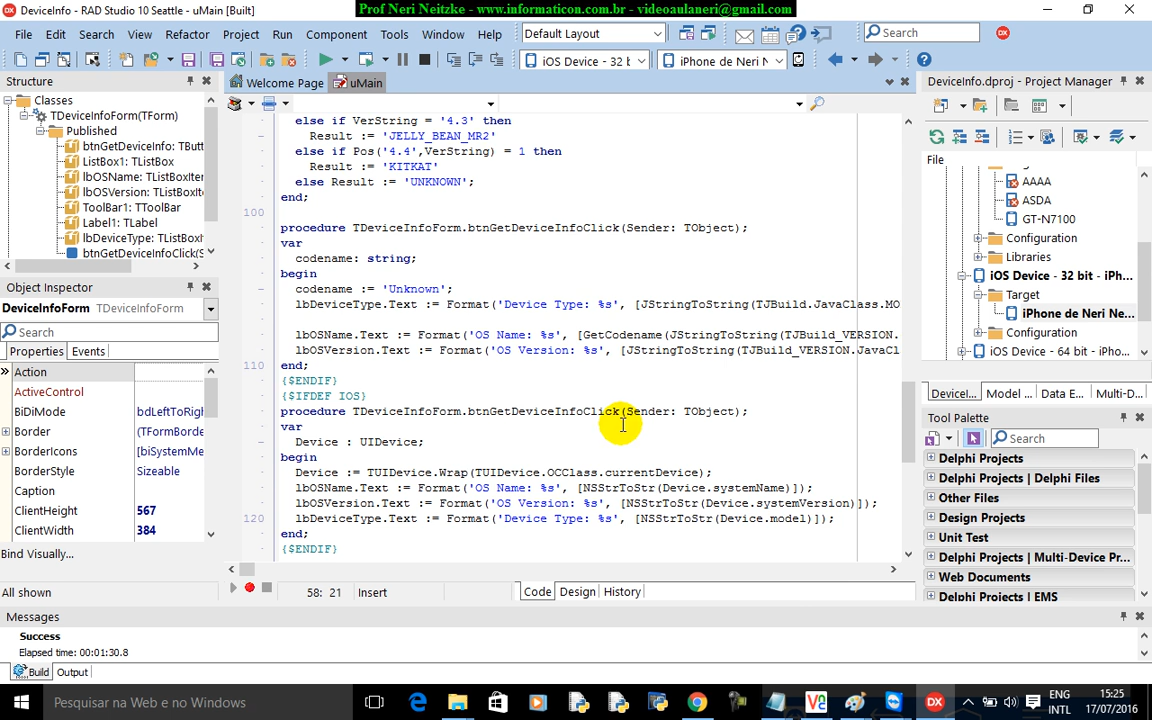 DeviceInfo - RAD Studio 10 Seattle - uMain [Built]
Prof Neri Neitzke - www.informaticon.com.br - videoaulaneri@gmail.com
File Edit Search View Refactor Project Run Component Tools Window Help
Default Layout
Search
iOS Device - 32 b
iPhone de Neri N
Structure
Classes
TDeviceInfoForm(TForm)
Published
btnGetDeviceInfo: TButt
ListBox1: TListBox
lbOSName: TListBoxIter
lbOSVersion: TListBoxIt
ToolBar1: TToolBar
Label1: TLabel
lbDeviceType: TListBoxI
btnGetDeviceInfoClick(S
Object Inspector
DeviceInfoForm TDeviceInfoForm
Search
Properties Events
Action
ActiveControl
BiDiMode bdLeftToRigh
Border (TFormBorde
BorderIcons [biSystemMe
BorderStyle Sizeable
Caption
ClientHeight 567
ClientWidth 384
Bind Visually...
All shown
Welcome Page uMain
else if VerString = '4.3' then
Result := 'JELLY_BEAN_MR2'
else if Pos('4.4',VerString) = 1 then
Result := 'KITKAT'
else Result := 'UNKNOWN';
end;
100
procedure TDeviceInfoForm.btnGetDeviceInfoClick(Sender: TObject);
var
codename: string;
begin
codename := 'Unknown';
lbDeviceType.Text := Format('Device Type: %s', [JStringToString(TJBuild.JavaClass.MO
lbOSName.Text := Format('OS Name: %s', [GetCodename(JStringToString(TJBuild_VERSION.
lbOSVersion.Text := Format('OS Version: %s', [JStringToString(TJBuild_VERSION.JavaCl
110 end;
{$ENDIF}
{$IFDEF IOS}
procedure TDeviceInfoForm.btnGetDeviceInfoClick(Sender: TObject);
var
Device : UIDevice;
begin
Device := TUIDevice.Wrap(TUIDevice.OCClass.currentDevice);
lbOSName.Text := Format('OS Name: %s', [NSStrToStr(Device.systemName)]);
lbOSVersion.Text := Format('OS Version: %s', [NSStrToStr(Device.systemVersion)]);
120 lbDeviceType.Text := Format('Device Type: %s', [NSStrToStr(Device.model)]);
end;
{$ENDIF}
58: 21 Insert
Code Design History
DeviceInfo.dproj - Project Manager
File
AAAA
ASDA
GT-N7100
Configuration
Libraries
iOS Device - 32 bit - iPh...
Target
iPhone de Neri Ne...
Configuration
iOS Device - 64 bit - iPho...
DeviceI... Model ... Data E... Multi-D...
Tool Palette
Search
Delphi Projects
Delphi Projects | Delphi Files
Other Files
Design Projects
Unit Test
Delphi Projects | Multi-Device Pr...
Web Documents
Delphi Projects | EMS
Messages
Success
Elapsed time: 00:01:30.8
Build Output
Pesquisar na Web e no Windows
ENG
INTL
15:25
17/07/2016